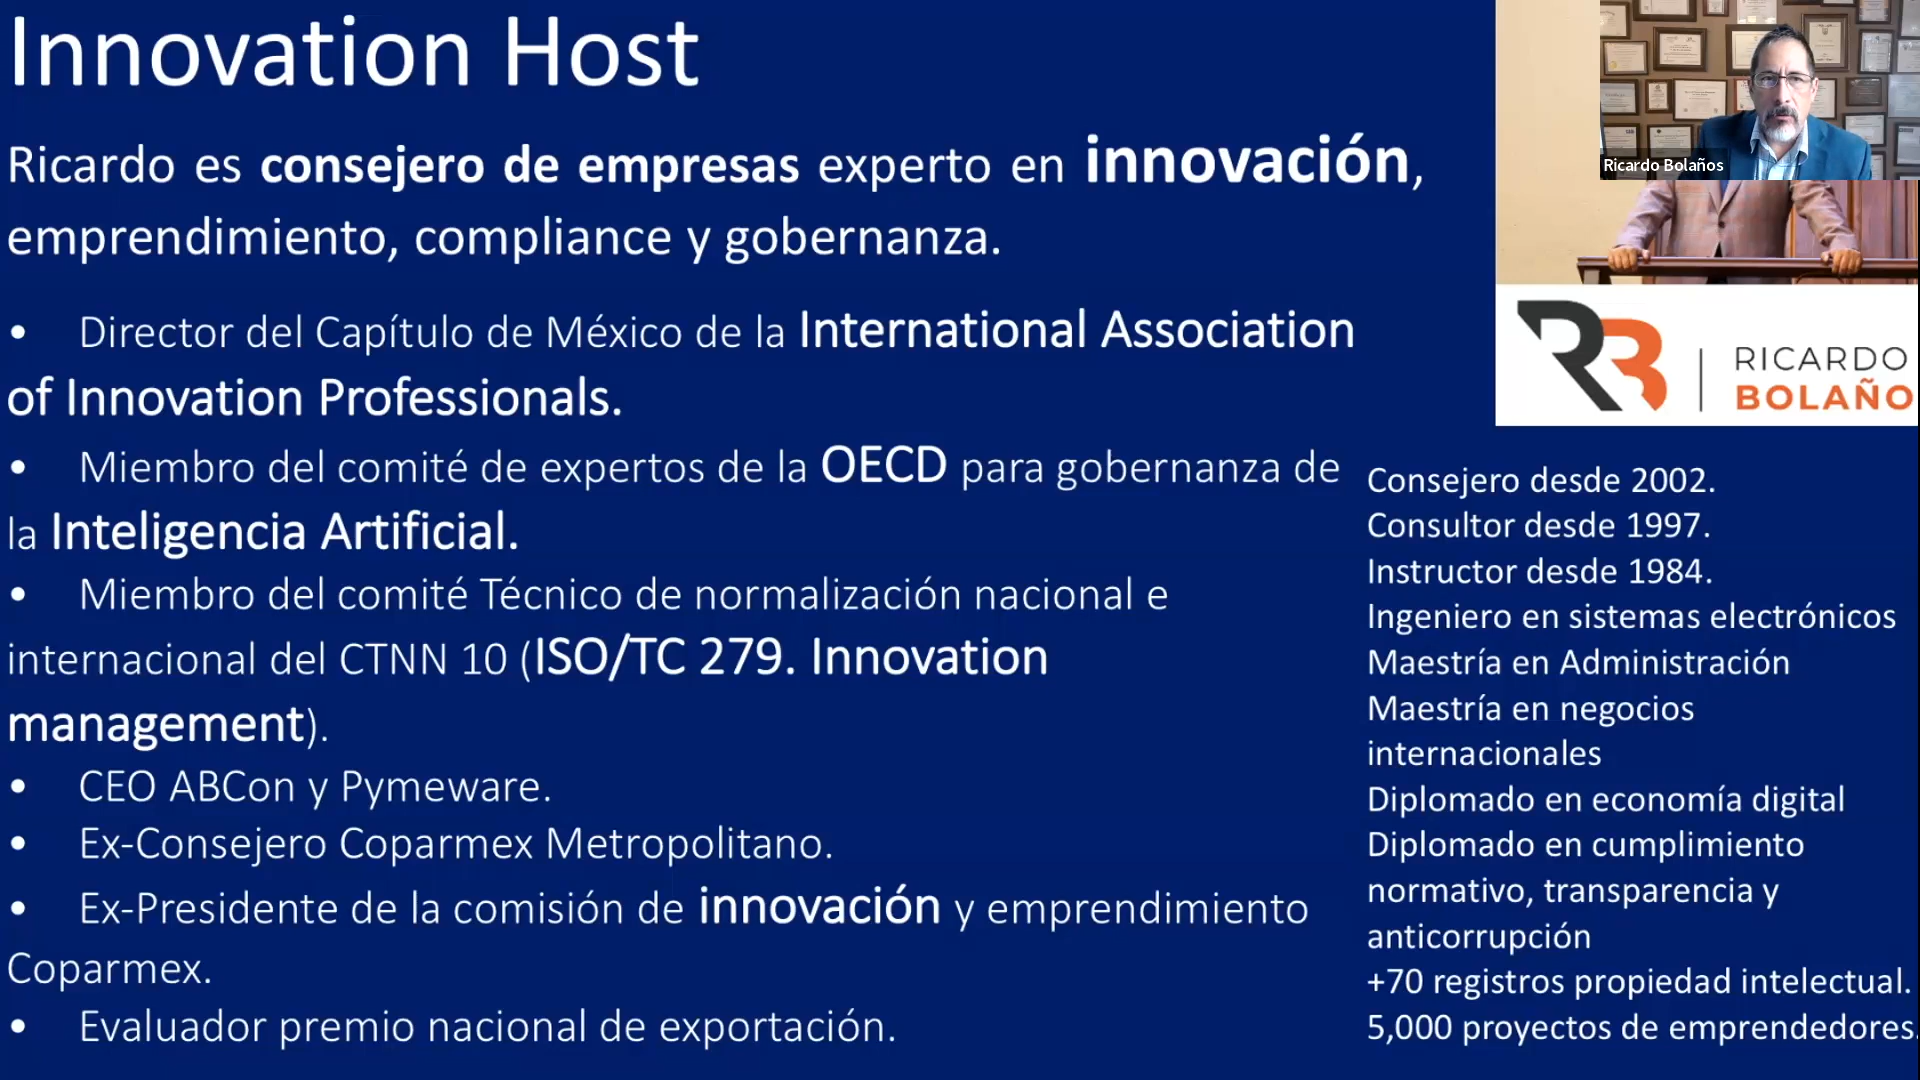 Innovation Host
Ricardo es consejero de empresas experto en innovación,
emprendimiento, compliance y gobernanza.
• Director del Capítulo de México de la International Association
of Innovation Professionals.
• Miembro del comité de expertos de la OECD para gobernanza de
la Inteligencia Artificial.
• Miembro del comité Técnico de normalización nacional e
internacional del CTNN 10 (ISO/TC 279. Innovation
management).
• CEO ABCon y Pymeware.
• Ex-Consejero Coparmex Metropolitano.
• Ex-Presidente de la comisión de innovación y emprendimiento
Coparmex.
• Evaluador premio nacional de exportación.
Ricardo Bolaños
RB
RICARDO
BOLAÑO
Consejero desde 2002.
Consultor desde 1997.
Instructor desde 1984.
Ingeniero en sistemas electrónicos
Maestría en Administración
Maestría en negocios
internacionales
Diplomado en economía digital
Diplomado en cumplimiento
normativo, transparencia y
anticorrupción
+70 registros propiedad intelectual.
5,000 proyectos de emprendedores.